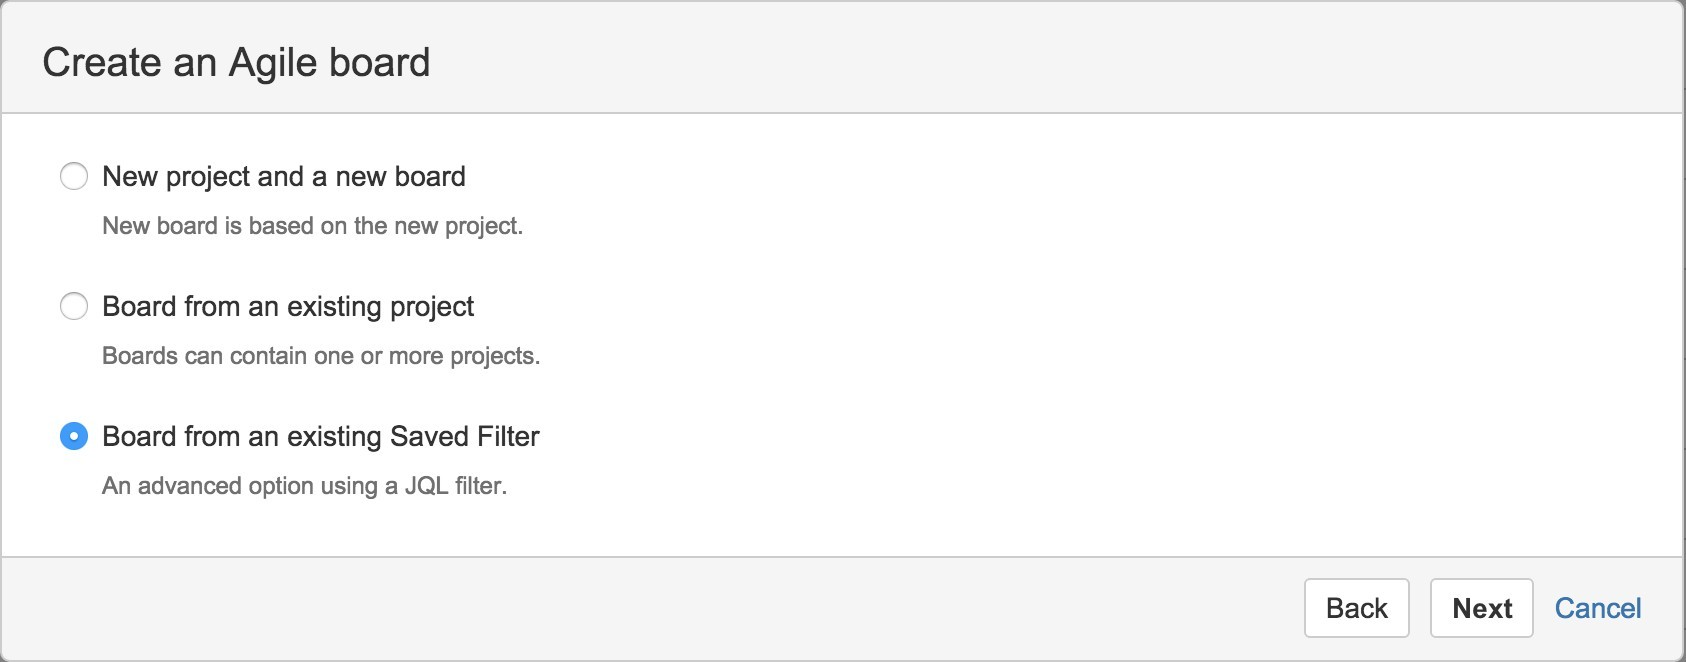 Create an Agile board
New project and a new board
New board is based on the new project.
Board from an existing project
Boards can contain one or more projects.
Board from an existing Saved Filter
An advanced option using a JQL filter.
Back Next Cancel